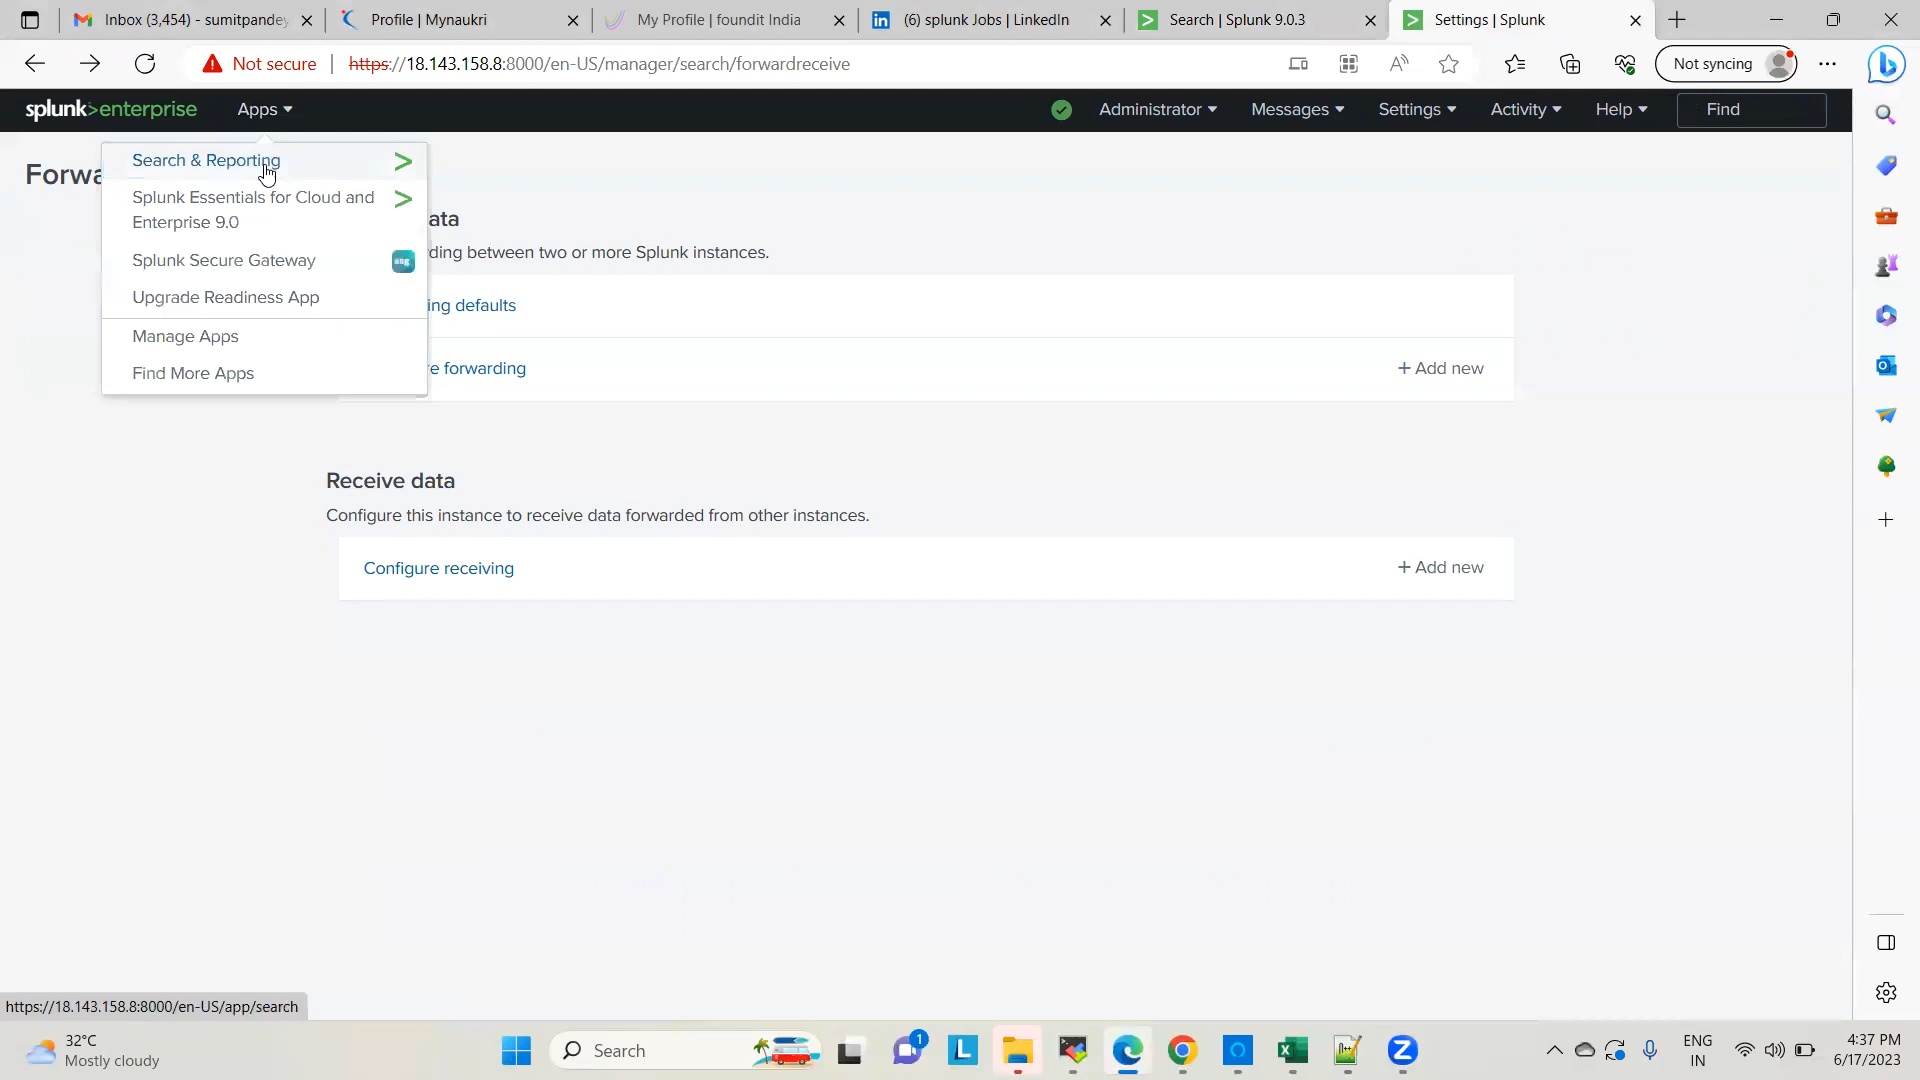 Inbox (3,454) - sumitpandey
Profile | Mynaukri
My Profile | foundit India
(6) splunk Jobs | LinkedIn
Search | Splunk 9.0.3
Settings | Splunk
Not secure
https://18.143.158.8:8000/en-US/manager/search/forwardreceive
Not syncing
splunk>enterprise
Apps
Administrator
Messages
Settings
Activity
Help
Find
Search & Reporting
Splunk Essentials for Cloud and
Enterprise 9.0
Splunk Secure Gateway
Upgrade Readiness App
Manage Apps
Find More Apps
Forwa
ata
ding between two or more Splunk instances.
ing defaults
e forwarding
+ Add new
Receive data
Configure this instance to receive data forwarded from other instances.
Configure receiving
+ Add new
https://18.143.158.8:8000/en-US/app/search
32°C
Mostly cloudy
Search
1
ENG
IN
4:37 PM
6/17/2023